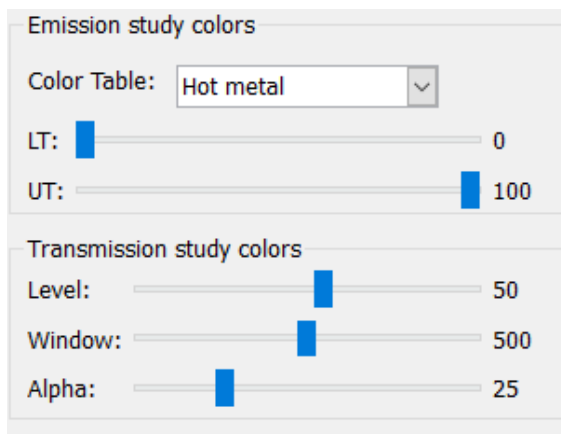 Emission study colors
Color Table: Hot metal
LT: 0
UT: 100
Transmission study colors
Level: 50
Window: 500
Alpha: 25